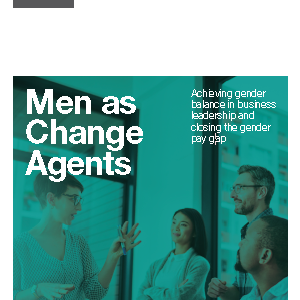 Men as
Change
Agents
Achieving gender
balance in business
leadership and
closing the gender
pay gap